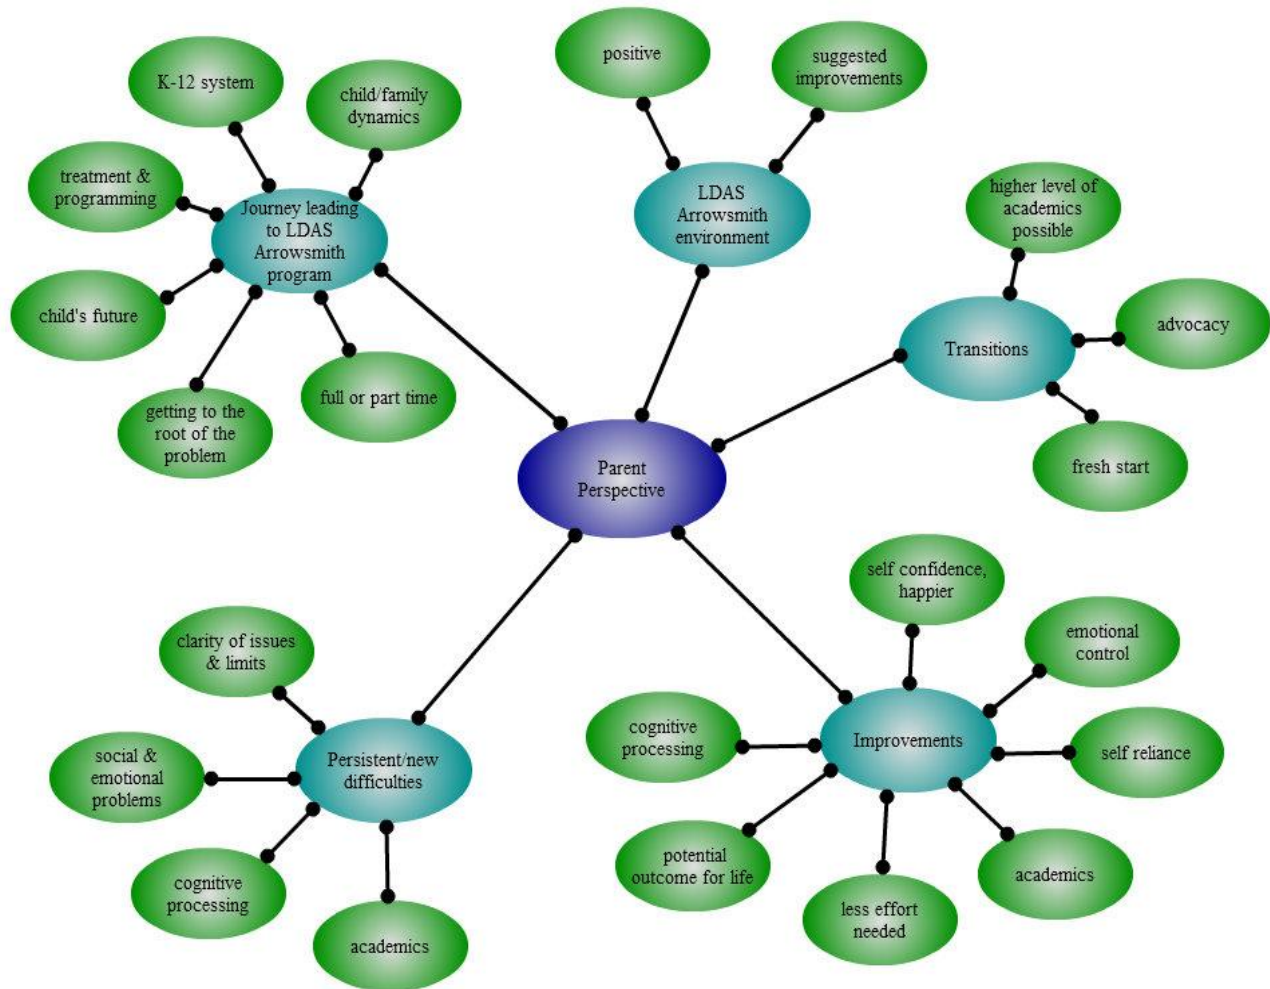 K-12 system
child/family
dynamics
treatment &
programming
Journey leading
to LDAS
Arrowsmith
program
child's future
getting to the
root of the
problem
full or part time
positive
suggested
improvements
LDAS
Arrowsmith
environment
higher level of
academics
possible
Transitions
advocacy
fresh start
Parent
Perspective
clarity of issues
& limits
social &
emotional
problems
Persistent/new
difficulties
cognitive
processing
academics
self confidence,
happier
emotional
control
cognitive
processing
Improvements
self reliance
potential
outcome for life
less effort
needed
academics